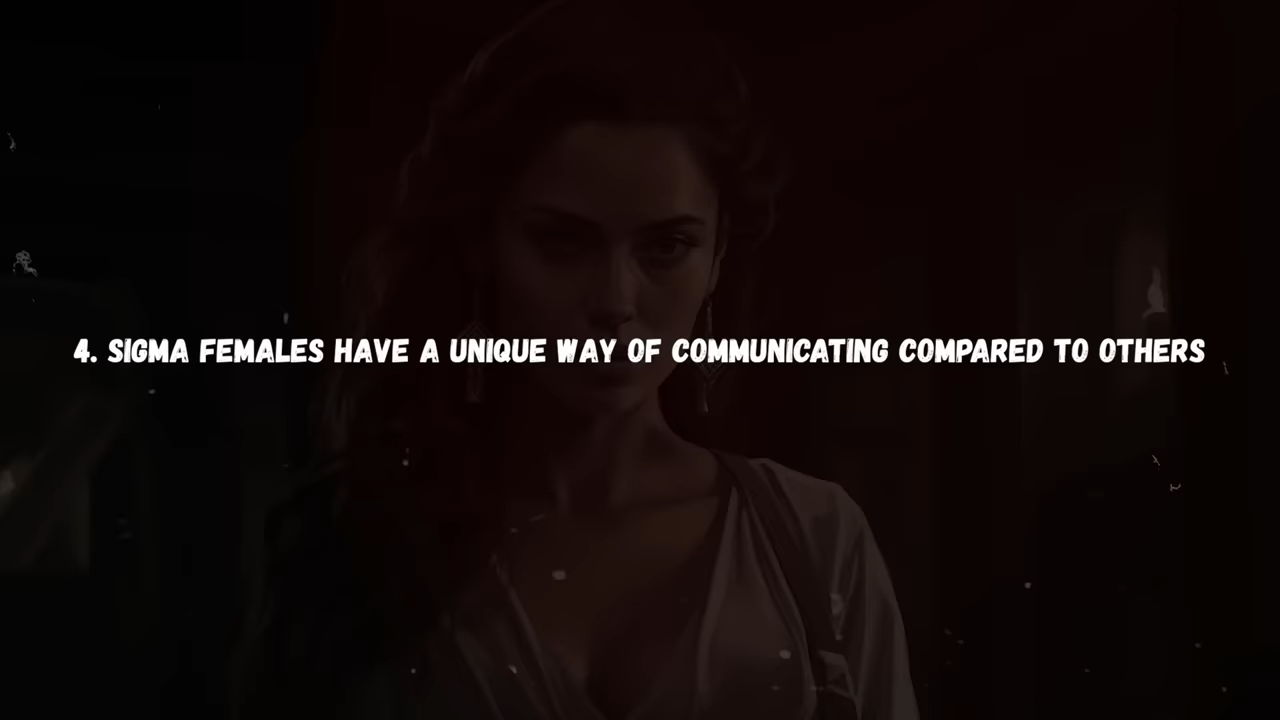 4. SIGMA FEMALES HAVE A UNIQUE WAY OF COMMUNICATING COMPARED TO OTHERS